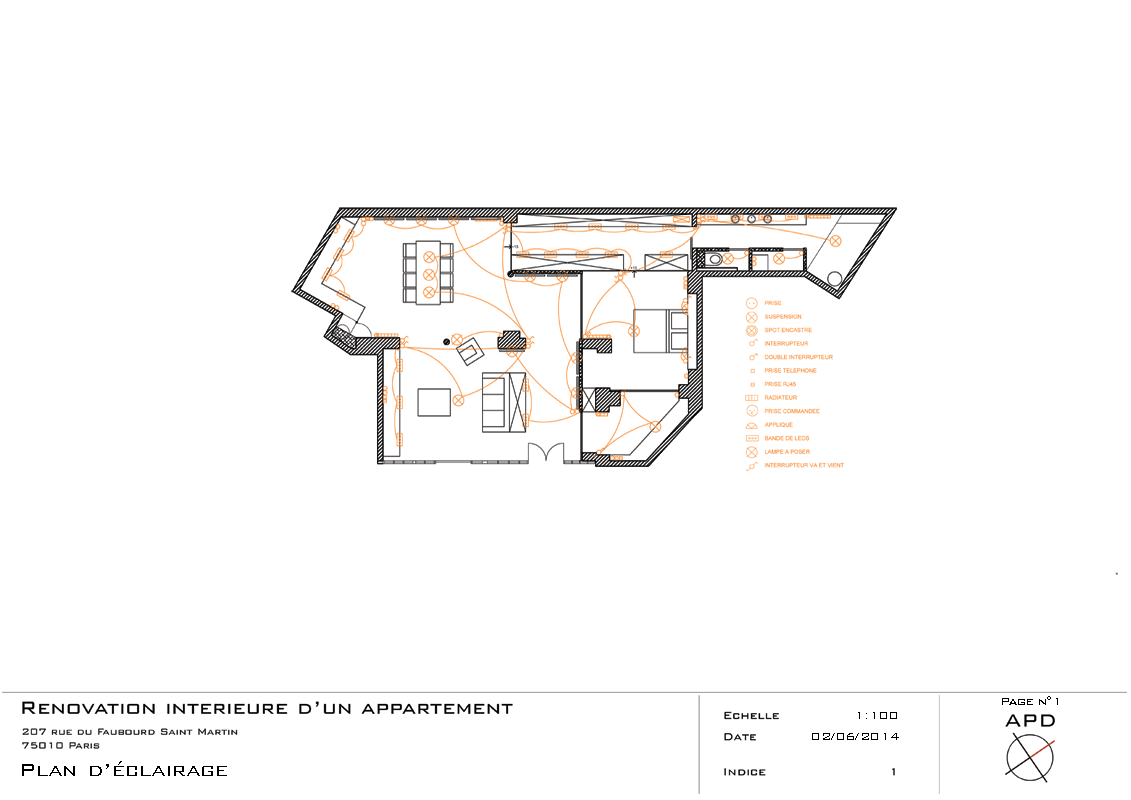 PRISE
SUSPENSION
SPOT ENCASTRE
INTERRUPTEUR
DOUBLE INTERRUPTEUR
PRISE TELEPHONE
PRISE RJ45
RADIATEUR
PRISE COMMANDEE
APPLIQUE
BANDE DE LEDS
LAMPE A POSER
INTERRUPTEUR VA ET VIENT
RENOVATION INTERIEURE D'UN APPARTEMENT
207 RUE DU FAUBOURD SAINT MARTIN
75010 PARIS
PLAN D'ÉCLAIRAGE
ECHELLE 1:100
DATE 02/06/2014
INDICE 1
PAGE N°1
APD